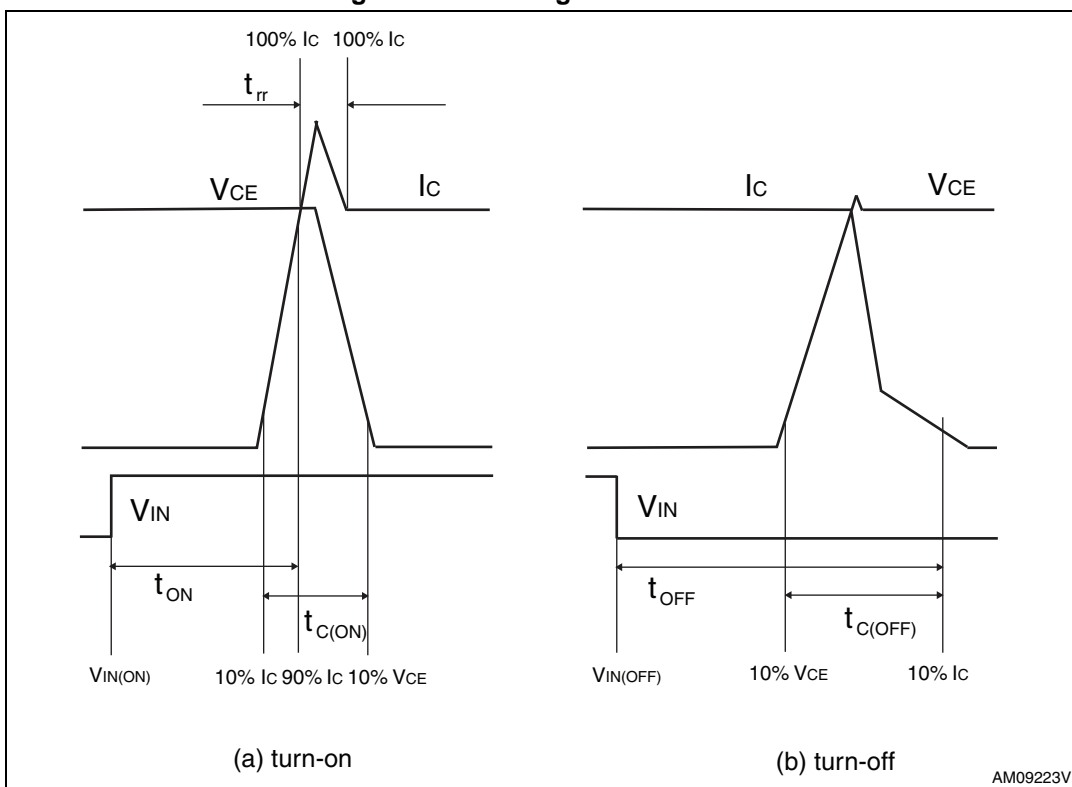 100% IC 100% IC
trr
VCE IC
VIN
tON
tC(ON)
VIN(ON) 10% IC 90% IC 10% VCE
(a) turn-on
IC VCE
VIN
tOFF
tC(OFF)
VIN(OFF) 10% VCE 10% IC
(b) turn-off
AM09223V